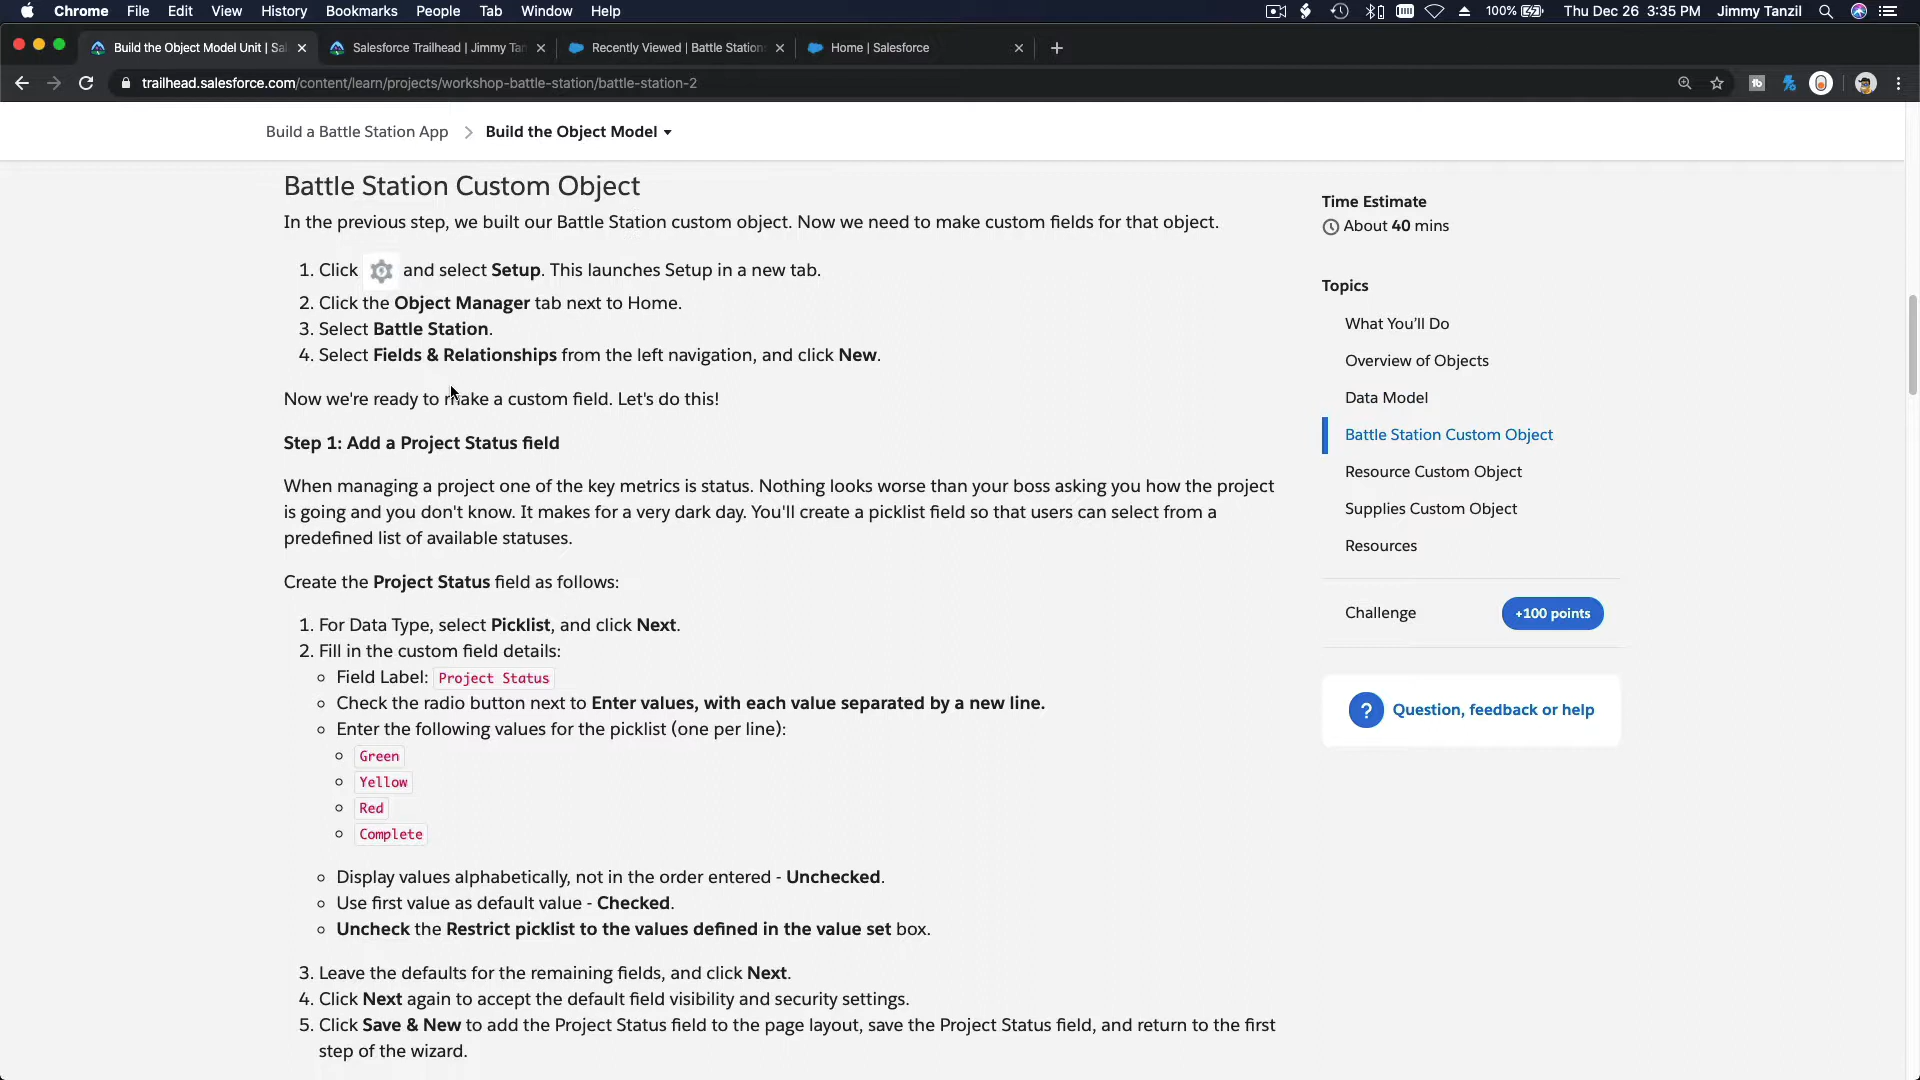 Chrome File Edit View History Bookmarks People Tab Window Help
100% Thu Dec 26 3:35 PM Jimmy Tanzil
Build the Object Model Unit | Sal
Salesforce Trailhead | Jimmy Tan
Recently Viewed | Battle Stations
Home | Salesforce
trailhead.salesforce.com/content/learn/projects/workshop-battle-station/battle-station-2
Build a Battle Station App
Build the Object Model
Battle Station Custom Object
In the previous step, we built our Battle Station custom object. Now we need to make custom fields for that object.
1. Click and select Setup. This launches Setup in a new tab.
2. Click the Object Manager tab next to Home.
3. Select Battle Station.
4. Select Fields & Relationships from the left navigation, and click New.
Now we're ready to make a custom field. Let's do this!
Step 1: Add a Project Status field
When managing a project one of the key metrics is status. Nothing looks worse than your boss asking you how the project
is going and you don't know. It makes for a very dark day. You'll create a picklist field so that users can select from a
predefined list of available statuses.
Create the Project Status field as follows:
1. For Data Type, select Picklist, and click Next.
2. Fill in the custom field details:
Field Label: Project Status
Check the radio button next to Enter values, with each value separated by a new line.
Enter the following values for the picklist (one per line):
Green
Yellow
Red
Complete
Display values alphabetically, not in the order entered - Unchecked.
Use first value as default value - Checked.
Uncheck the Restrict picklist to the values defined in the value set box.
3. Leave the defaults for the remaining fields, and click Next.
4. Click Next again to accept the default field visibility and security settings.
5. Click Save & New to add the Project Status field to the page layout, save the Project Status field, and return to the first
step of the wizard.
Time Estimate
About 40 mins
Topics
What You'll Do
Overview of Objects
Data Model
Battle Station Custom Object
Resource Custom Object
Supplies Custom Object
Resources
Challenge
+100 points
? Question, feedback or help